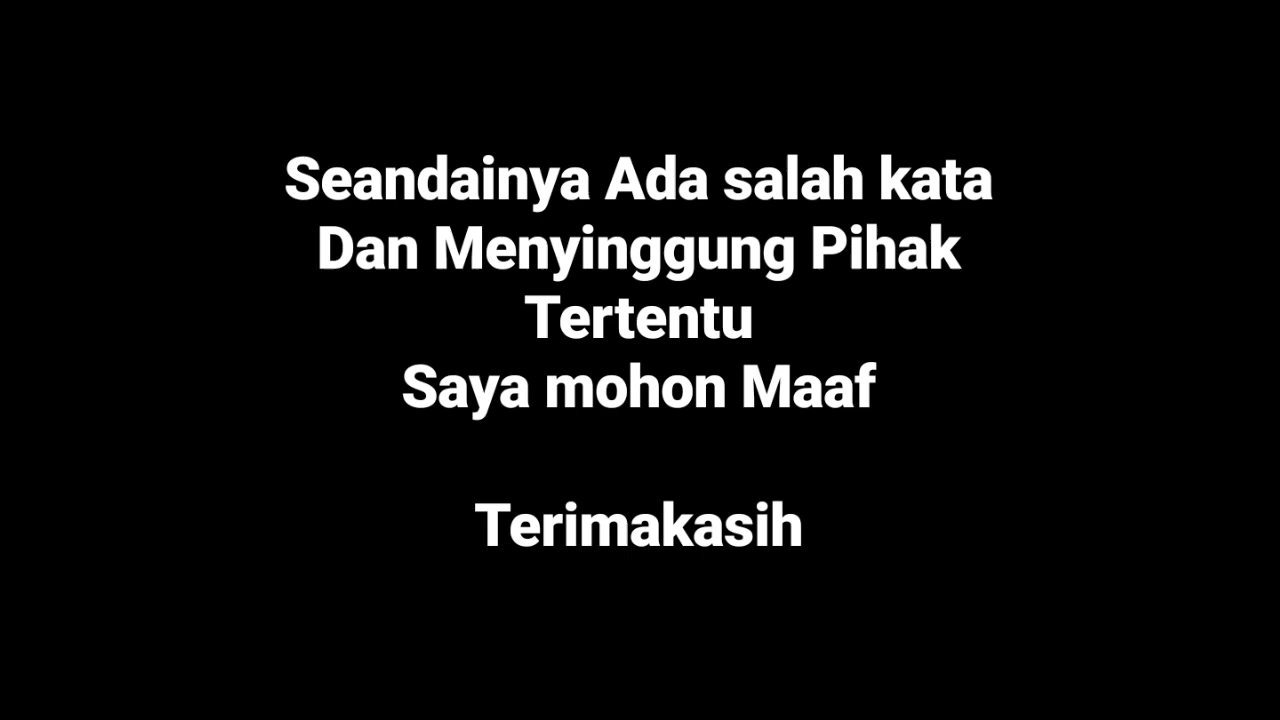 Seandainya Ada salah kata
Dan Menyinggung Pihak
Tertentu
Saya mohon Maaf
Terimakasih